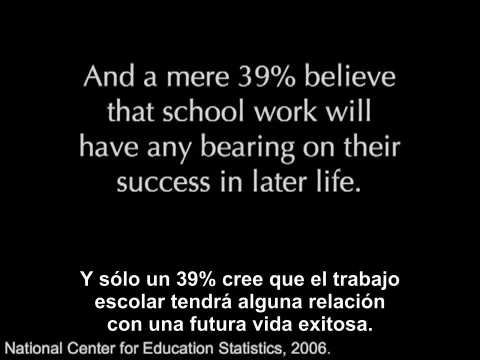 And a mere 39% believe
that school work will
have any bearing on their
success in later life.
Y sólo un 39% cree que el trabajo
escolar tendrá alguna relación
con una futura vida exitosa.
National Center for Education Statistics, 2006.